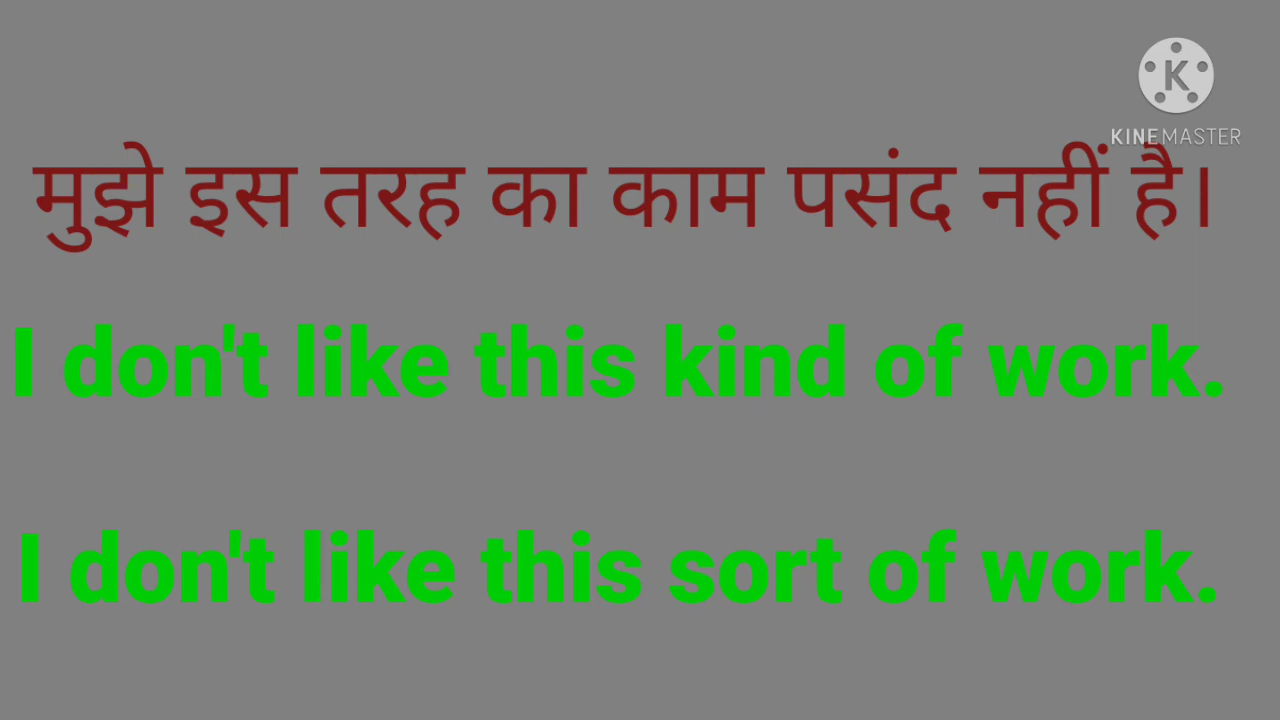 K
KINEMASTER
मुझे इस तरह का काम पसंद नहीं है।
I don't like this kind of work.
I don't like this sort of work.